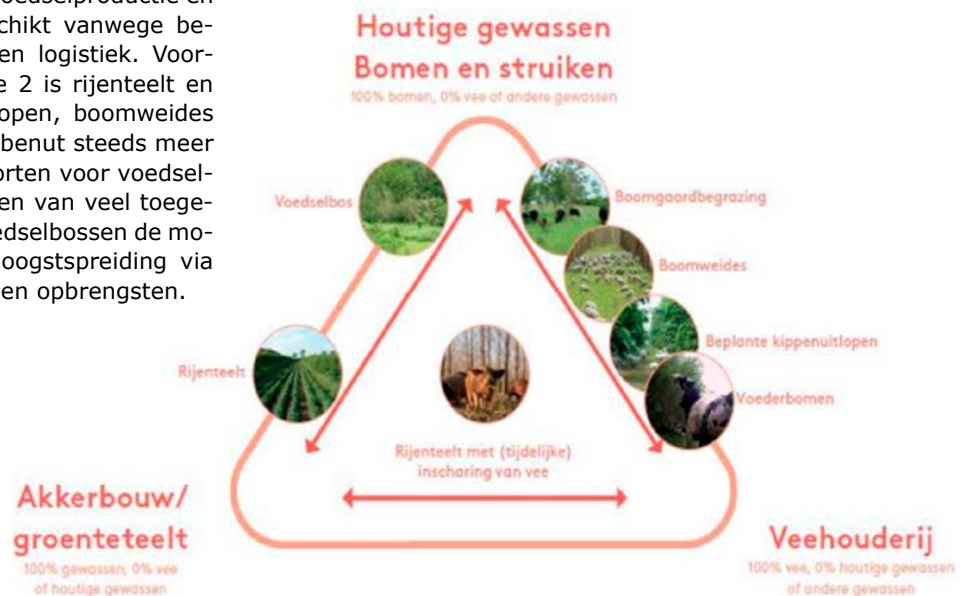 oedselproductie en
chikt vanwege be-
en logistiek. Voor-
e 2 is rijenteelt en
open, boomweides
benut steeds meer
orten voor voedsel-
en van veel toege-
edselbossen de mo-
oogstspreiding via
en opbrengsten.
Houtige gewassen
Bomen en struiken
100% bomen, 0% vee of andere gewassen
Voedselbos
Boomgaardbegrazing
Boomweides
Beplante kippenuitlopen
Rijenteelt
Voederbomen
Rijenteelt met (tijdelijke)
inscharing van vee
Akkerbouw/
groenteteelt
100% gewassen, 0% vee
of houtige gewassen
Veehouderij
100% vee, 0% houtige gewassen
of andere gewassen